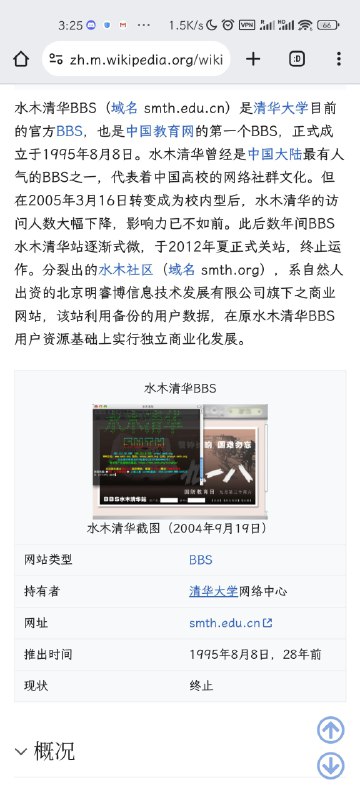 3:25
1.5K/s
VPN
66
zh.m.wikipedia.org/wiki
:D
水木清华BBS（域名 smth.edu.cn）是清华大学目前
的官方BBS，也是中国教育网的第一个BBS，正式成
立于1995年8月8日。水木清华曾经是中国大陆最有人
气的BBS之一，代表着中国高校的网络社群文化。但
在2005年3月16日转变成为校内型后，水木清华的访
问人数大幅下降，影响力已不如前。此后数年间BBS
水木清华站逐渐式微，于2012年夏正式关站，终止运
作。分裂出的水木社区（域名 smth.org），系自然人
出资的北京明睿博信息技术发展有限公司旗下之商业
网站，该站利用备份的用户数据，在原水木清华BBS
用户资源基础上实行独立商业化发展。
水木清华BBS
水木清华
国防教育日
水木清华截图（2004年9月19日）
网站类型 BBS
持有者 清华大学网络中心
网址 smth.edu.cn
推出时间 1995年8月8日，28年前
现状 终止
概况